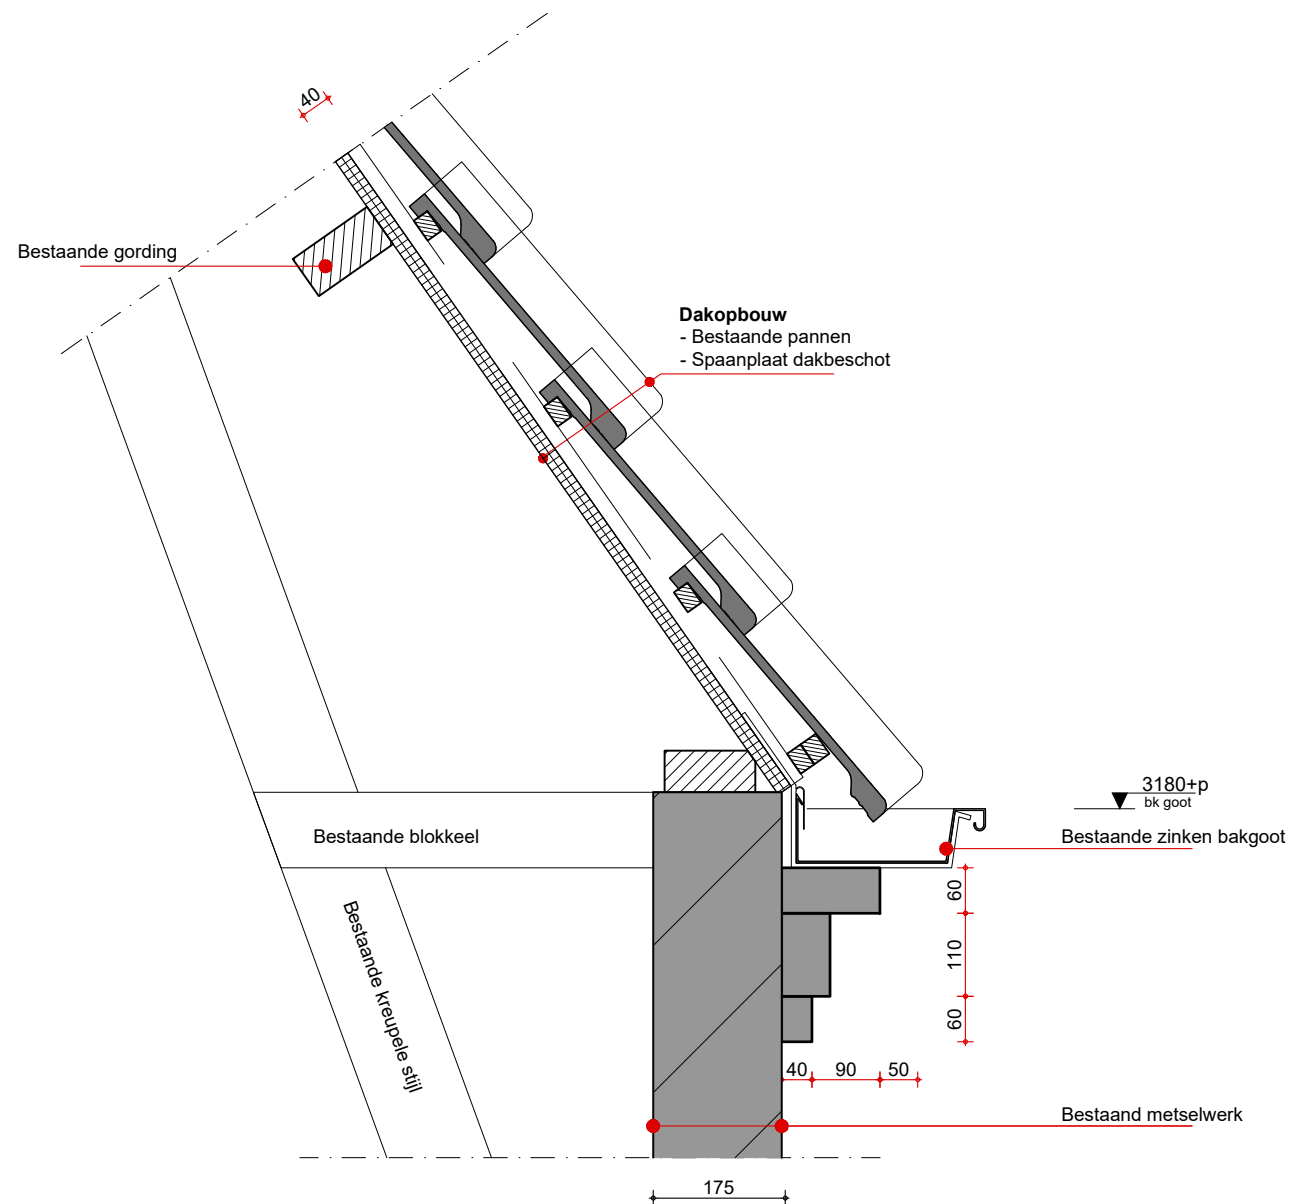 40
Bestaande gording
Dakopbouw
- Bestaande pannen
- Spaanplaat dakbeschot
3180+p
bk goot
Bestaande blokkeel
Bestaande zinken bakgoot
60
110
60
Bestaande kreupele stijl
40 90 50
Bestaand metselwerk
175